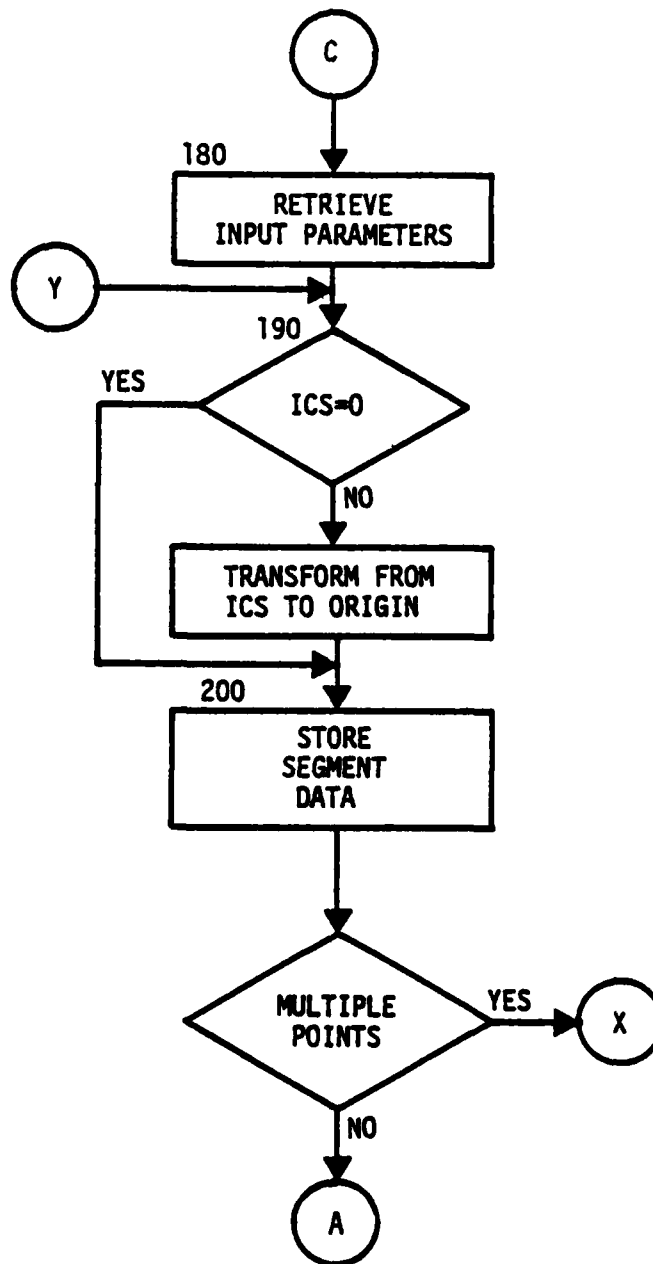 C
180
RETRIEVE
INPUT PARAMETERS
Y
190
YES
ICS=0
NO
TRANSFORM FROM
ICS TO ORIGIN
200
STORE
SEGMENT
DATA
MULTIPLE
POINTS
YES
X
NO
A